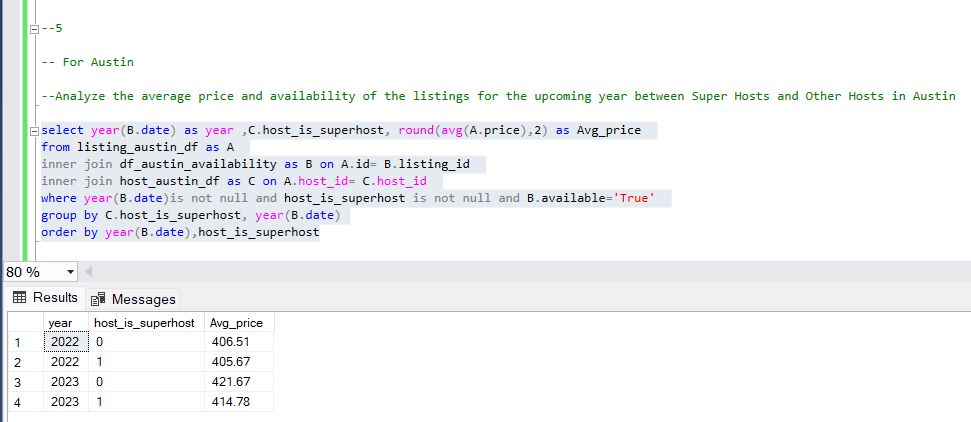 --5
-- For Austin
--Analyze the average price and availability of the listings for the upcoming year between Super Hosts and Other Hosts in Austin
select year(B.date) as year ,C.host_is_superhost, round(avg(A.price),2) as Avg_price
from listing_austin_df as A
inner join df_austin_availability as B on A.id= B.listing_id
inner join host_austin_df as C on A.host_id= C.host_id
where year(B.date)is not null and host_is_superhost is not null and B.available='True'
group by C.host_is_superhost, year(B.date)
order by year(B.date),host_is_superhost
80 %
Results Messages
year host_is_superhost Avg_price
1 2022 0 406.51
2 2022 1 405.67
3 2023 0 421.67
4 2023 1 414.78